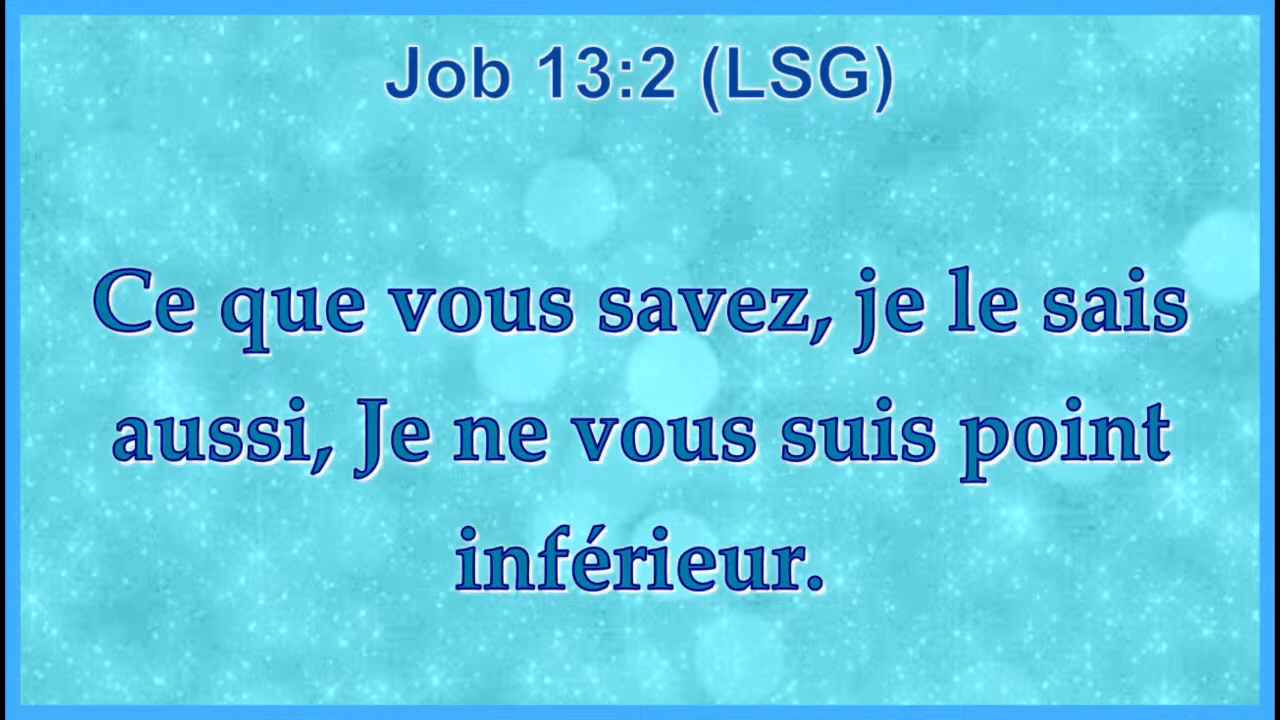 Job 13:2 (LSG)
Ce que vous savez, je le sais
aussi, Je ne vous suis point
inférieur.